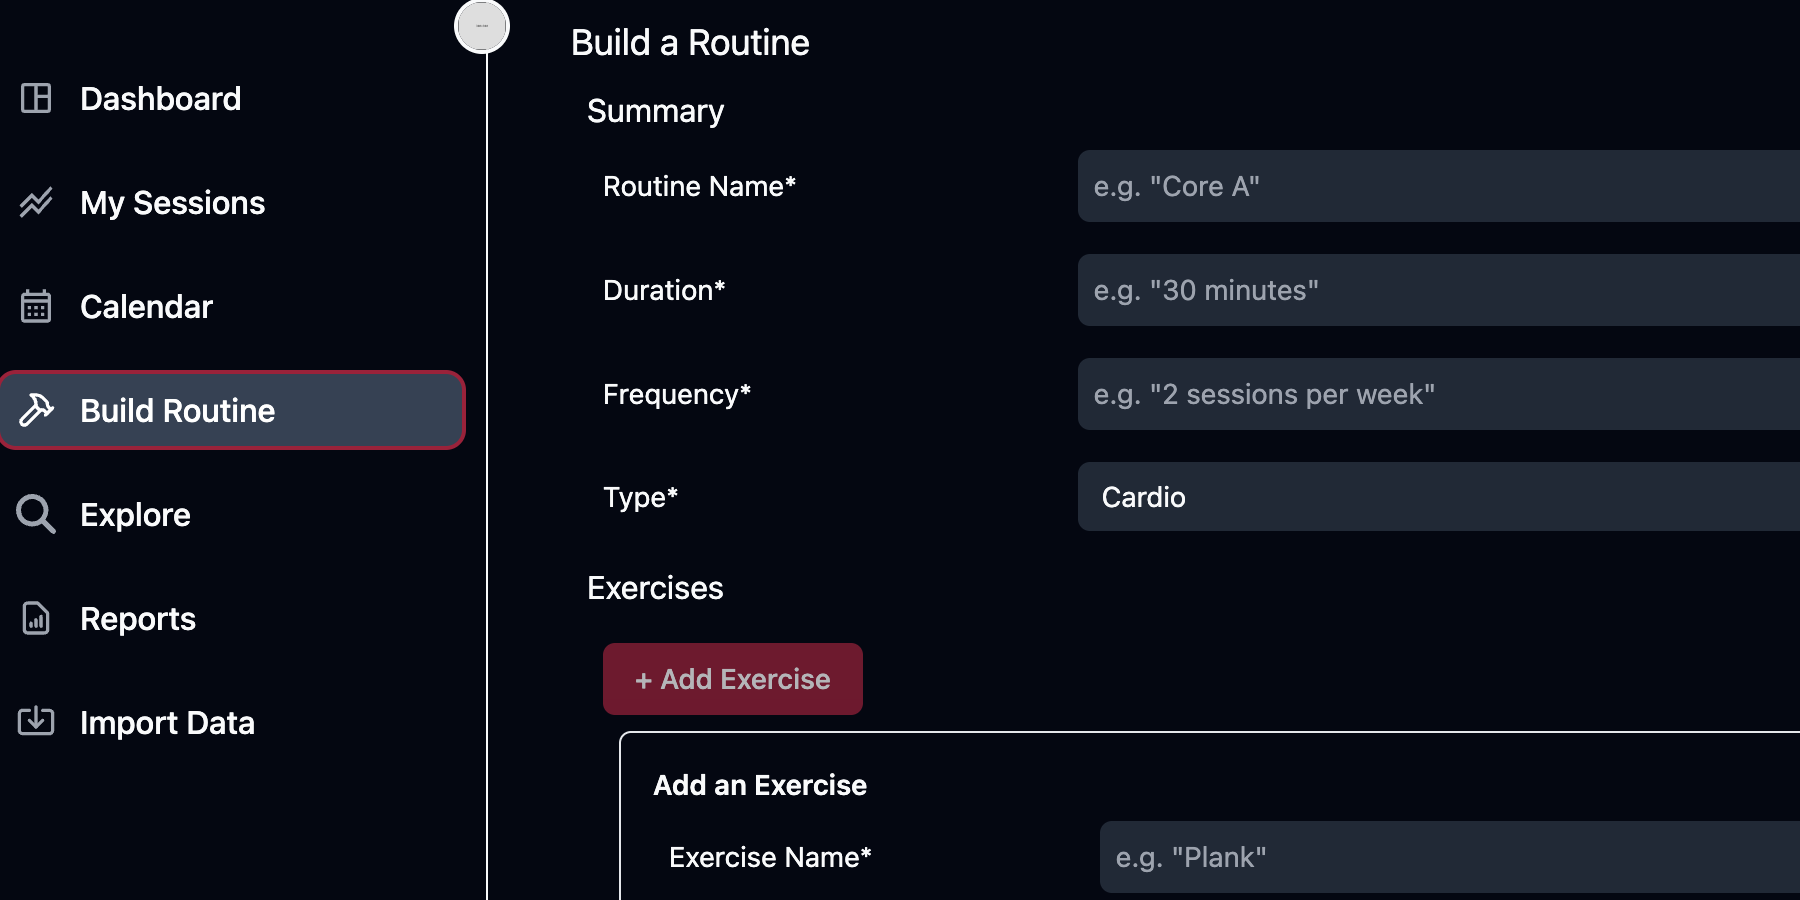 Dashboard
My Sessions
Calendar
Build Routine
Explore
Reports
Import Data
Build a Routine
Summary
Routine Name*
e.g. "Core A"
Duration*
e.g. "30 minutes"
Frequency*
e.g. "2 sessions per week"
Type*
Cardio
Exercises
+ Add Exercise
Add an Exercise
Exercise Name*
e.g. "Plank"